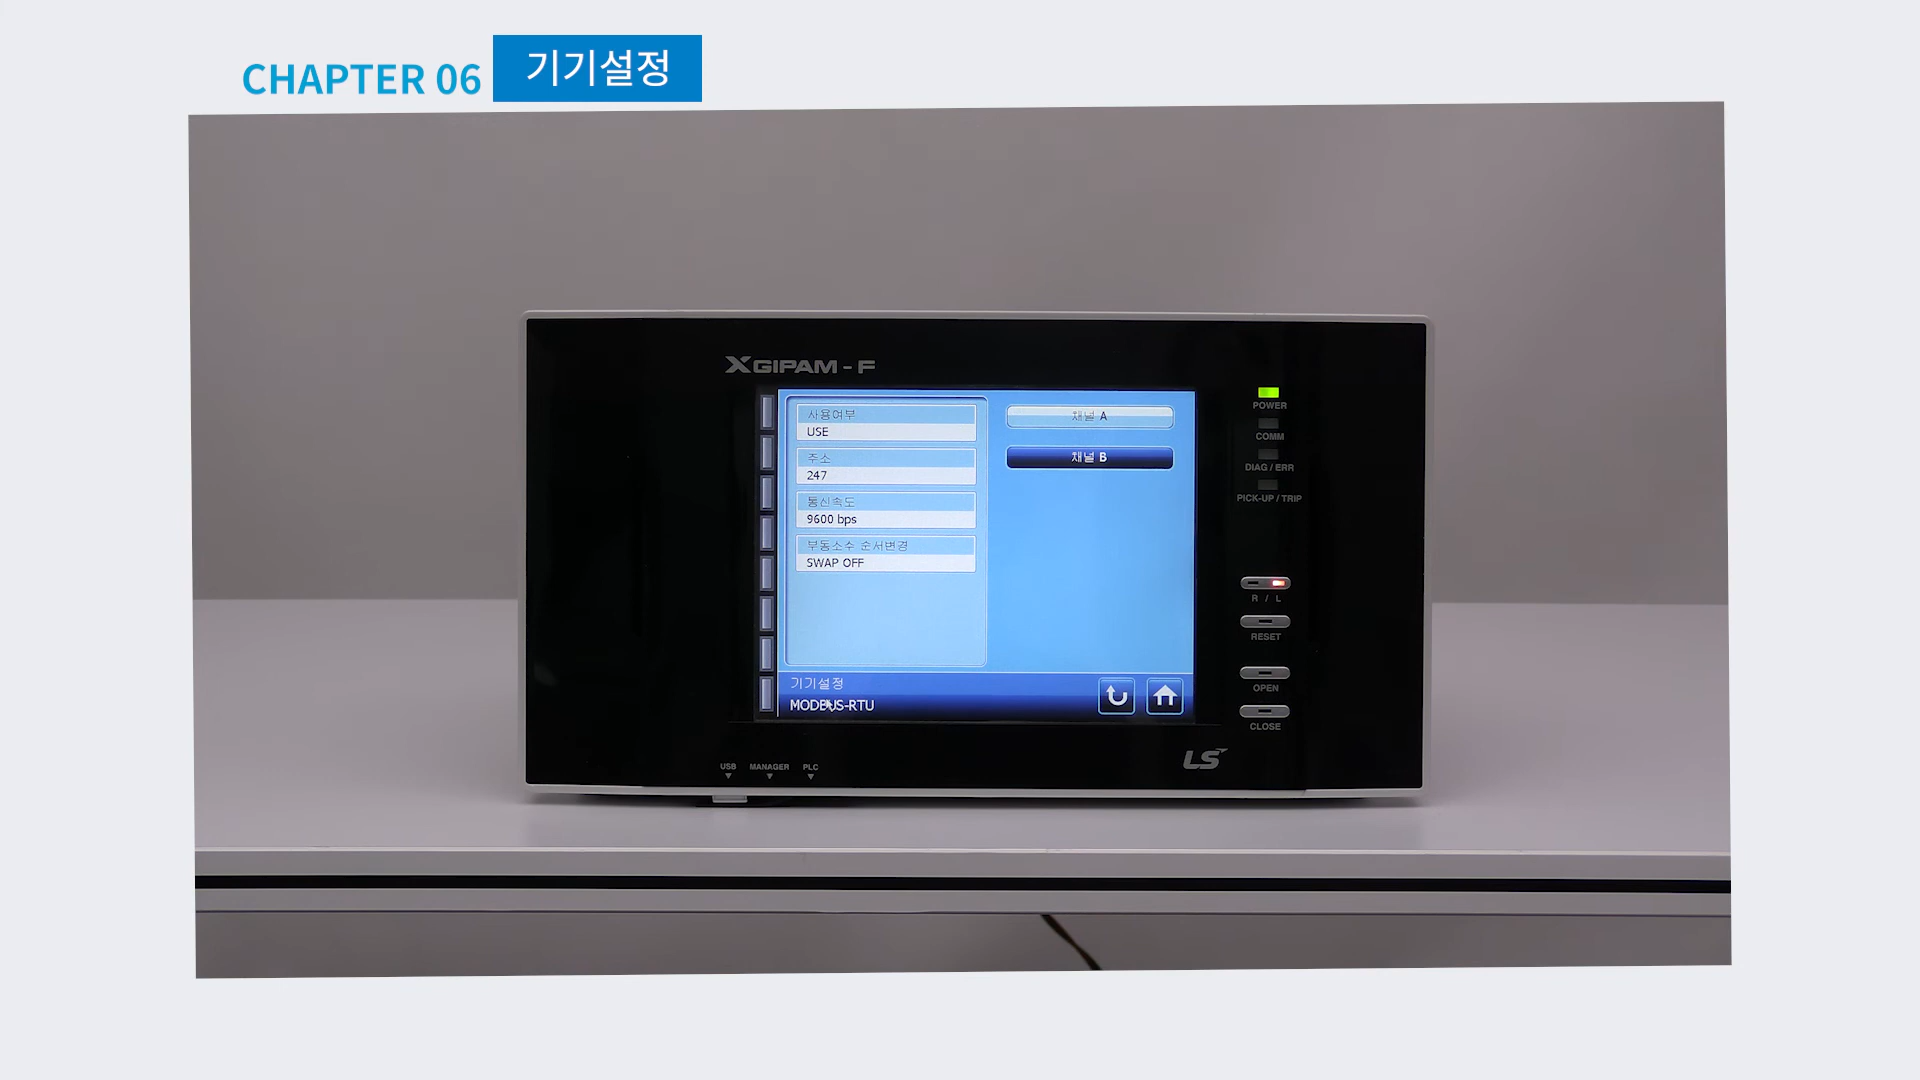 CHAPTER 06 기기설정
XGIPAM-F
사용여부
USE
주소
247
통신속도
9600 bps
부동소수 순서변경
SWAP OFF
채널 A
채널 B
기기설정
MODBUS-RTU
POWER
COMM
DIAG / ERR
PICK-UP / TRIP
R / L
RESET
OPEN
CLOSE
LS
USB MANAGER PLC